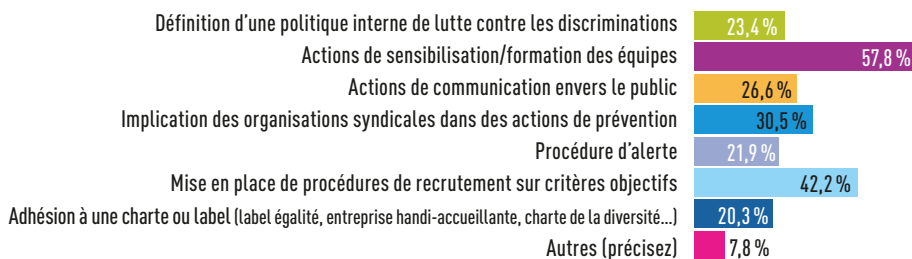 Définition d’une politique interne de lutte contre les discriminations 23,4 %
Actions de sensibilisation/formation des équipes 57,8 %
Actions de communication envers le public 26,6 %
Implication des organisations syndicales dans des actions de prévention 30,5 %
Procédure d’alerte 21,9 %
Mise en place de procédures de recrutement sur critères objectifs 42,2 %
Adhésion à une charte ou label (label égalité, entreprise handi-accueillante, charte de la diversité...) 20,3 %
Autres (précisez) 7,8 %